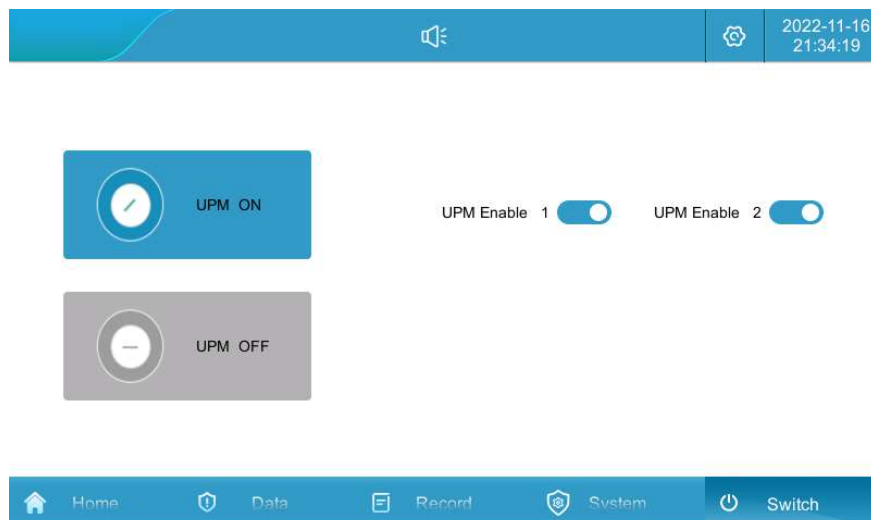 2022-11-16
21:34:19
UPM ON
UPM Enable 1
UPM Enable 2
UPM OFF
Home
Data
Record
System
Switch